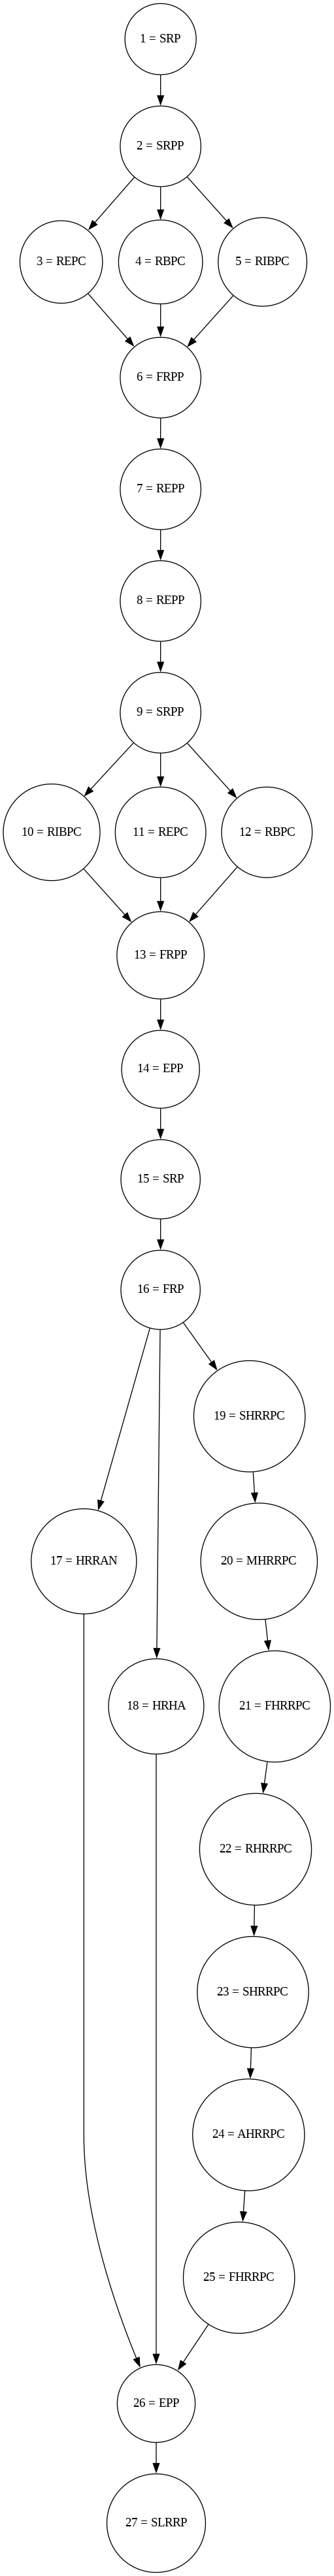 1 = SRP
2 = SRPP
3 = REPC
4 = RBPC
5 = RIBPC
6 = FRPP
7 = REPP
8 = REPP
9 = SRPP
10 = RIBPC
11 = REPC
12 = RBPC
13 = FRPP
14 = EPP
15 = SRP
16 = FRP
19 = SHRRPC
17 = HRRAN
20 = MHRRPC
18 = HRHA
21 = FHRRPC
22 = RHRRPC
23 = SHRRPC
24 = AHRRPC
25 = FHRRPC
26 = EPP
27 = SLRRP